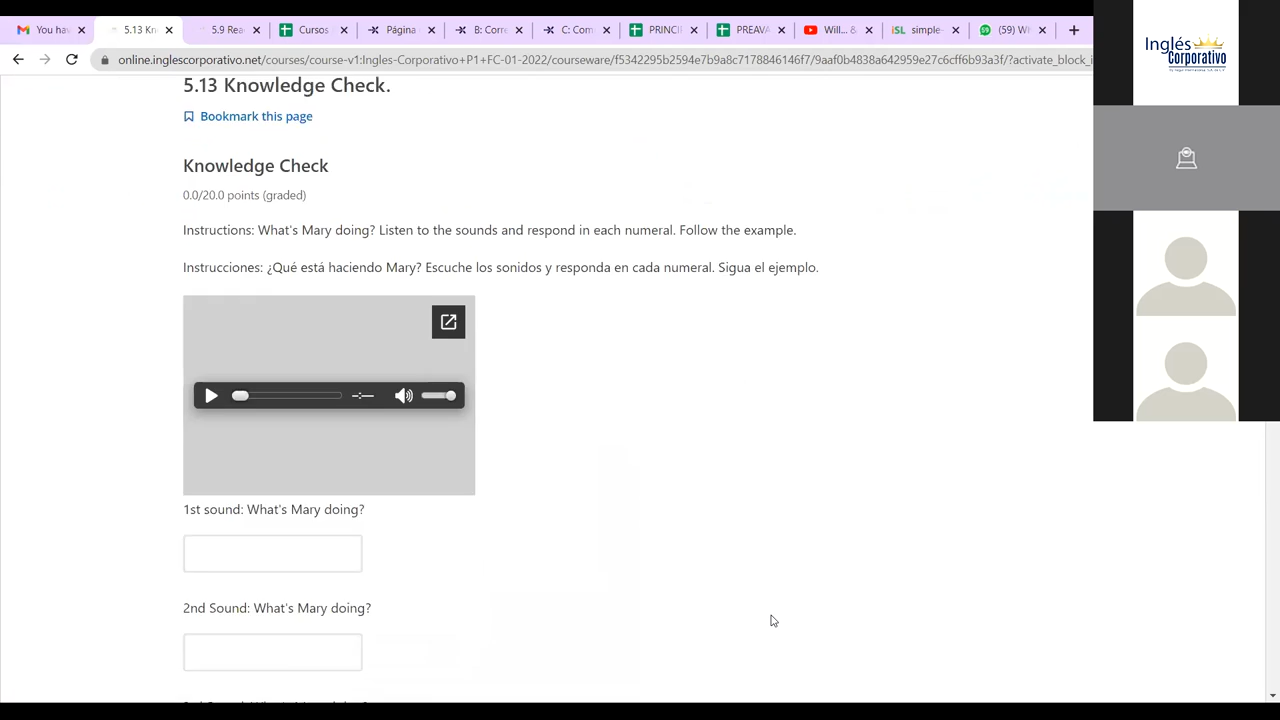 You hav
5.13 Kn
5.9 Rea
Cursos
Página
B: Corre
C: Com
PRINCI
PREAVA
Will... &
iSL simple-
(59) Wh
online.inglescorporativo.net/courses/course-v1:Ingles-Corporativo+P1+PCV1-2022/courseware/f5342295b2594e7b9a8c7178846146f7/9aaf0b4838a642959e27c6cff6b93a3f/?activate_block_i
Inglés
Corporativo
5.13 Knowledge Check.
Bookmark this page
Knowledge Check
0.0/20.0 points (graded)
Instructions: What's Mary doing? Listen to the sounds and respond in each numeral. Follow the example.
Instrucciones: ¿Qué está haciendo Mary? Escuche los sonidos y responda en cada numeral. Sigua el ejemplo.
-:-
1st sound: What's Mary doing?
2nd Sound: What's Mary doing?